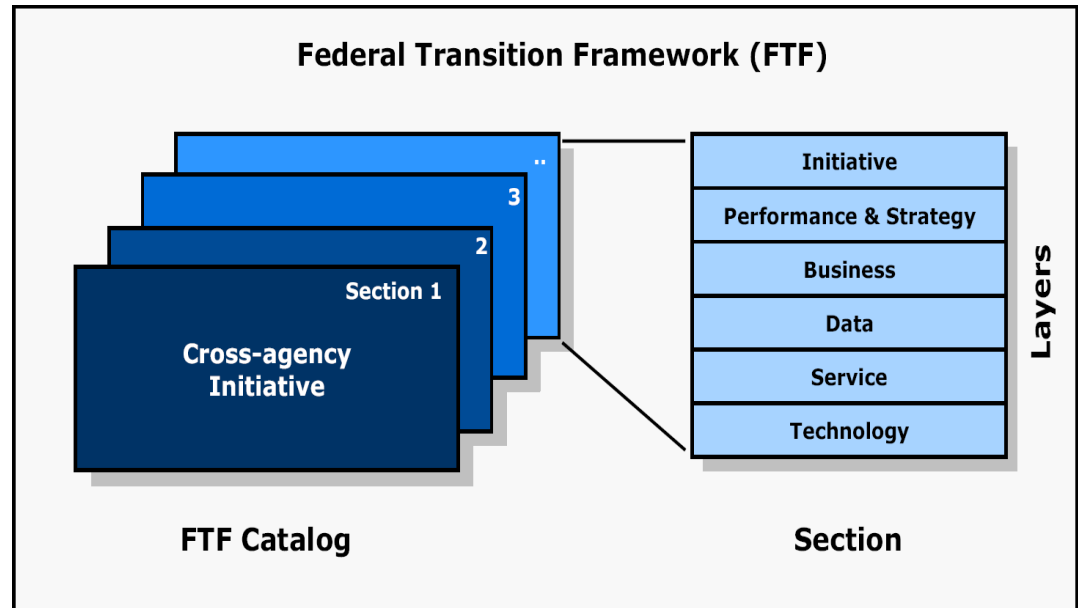 Federal Transition Framework (FTF)
..
3
2
Section 1
Cross-agency
Initiative
FTF Catalog
Initiative
Performance & Strategy
Business
Data
Service
Technology
Layers
Section